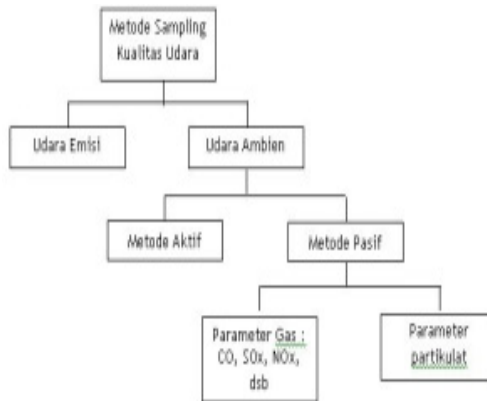 Metode Sampling
Kualitas Udara
Udara Emisi
Udara Ambien
Metode Aktif
Metode Pasif
Parameter Gas :
CO, SOx, NOx,
dsb
Parameter
partikulat